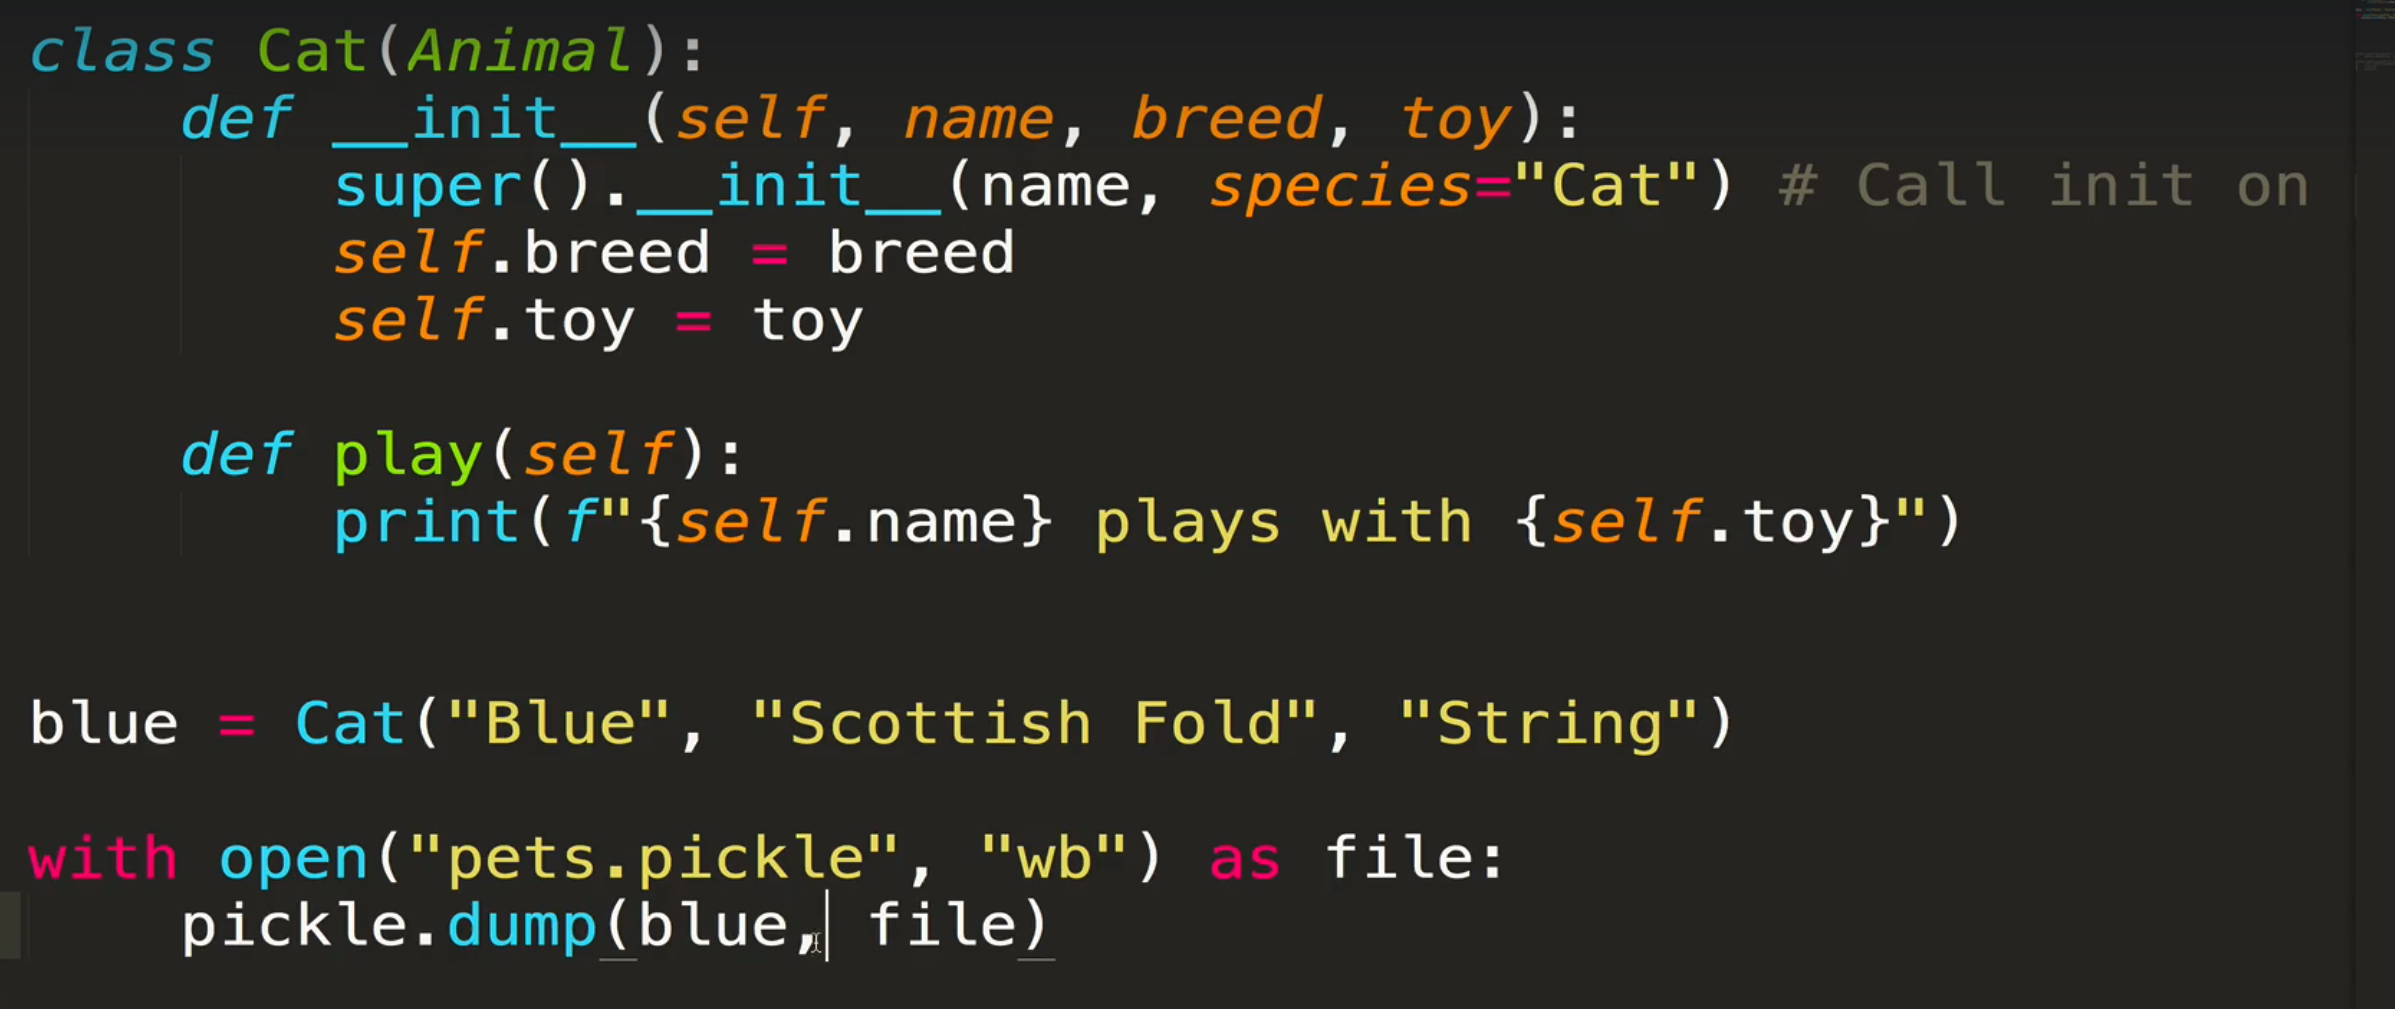 class Cat(Animal):
    def __init__(self, name, breed, toy):
        super().__init__(name, species="Cat") # Call init on
        self.breed = breed
        self.toy = toy
    def play(self):
        print(f"{self.name} plays with {self.toy}")
blue = Cat("Blue", "Scottish Fold", "String")
with open("pets.pickle", "wb") as file:
    pickle.dump(blue, file)